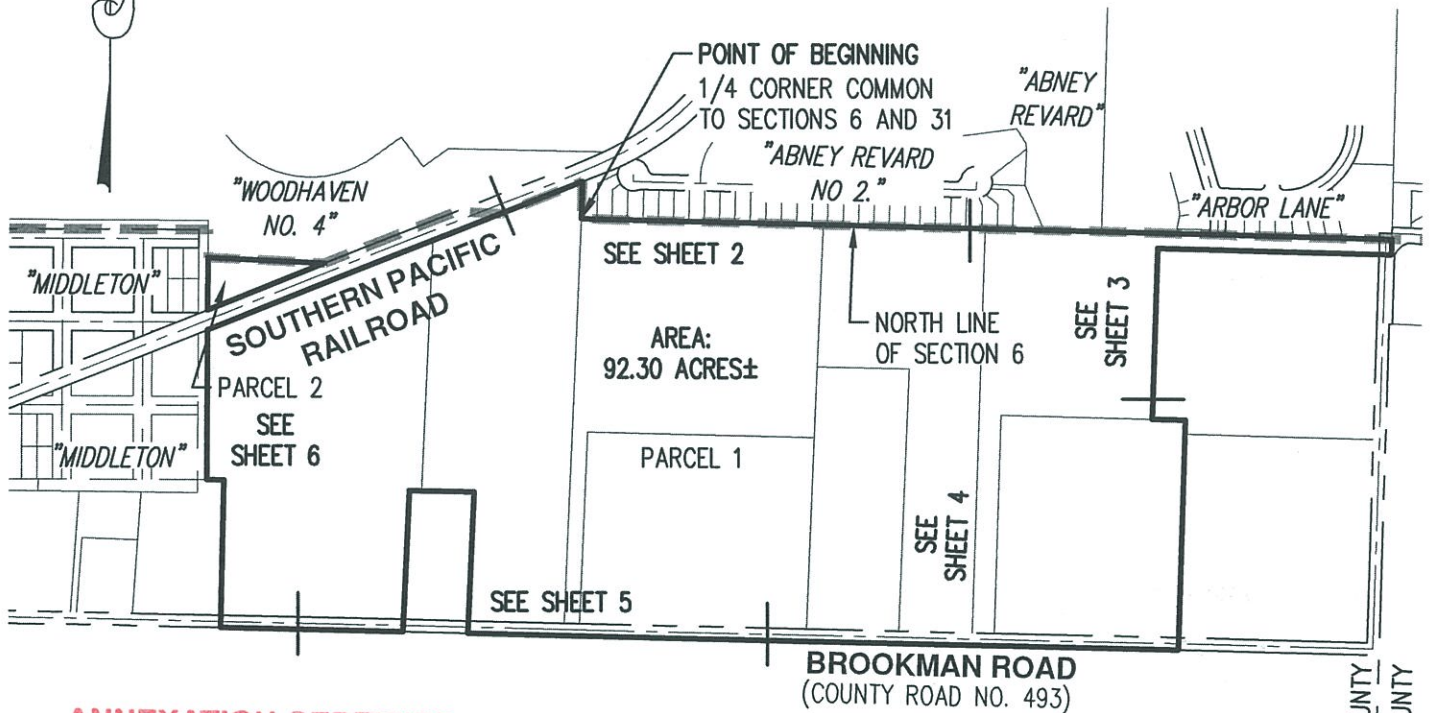 POINT OF BEGINNING
1/4 CORNER COMMON
TO SECTIONS 6 AND 31
"ABNEY
REVARD"
"ABNEY REVARD
NO 2."
"WOODHAVEN
NO. 4"
"ARBOR LANE"
"MIDDLETON"
SEE SHEET 2
SOUTHERN PACIFIC
RAILROAD
NORTH LINE
OF SECTION 6
SEE
SHEET 3
AREA:
92.30 ACRES±
PARCEL 2
SEE
SHEET 6
"MIDDLETON"
PARCEL 1
SEE
SHEET 4
SEE SHEET 5
BROOKMAN ROAD
(COUNTY ROAD NO. 493)